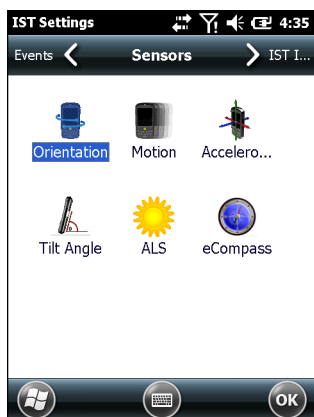 IST Settings 4:35
Events Sensors IST I...
Orientation Motion Accelero...
Tilt Angle ALS eCompass
OK